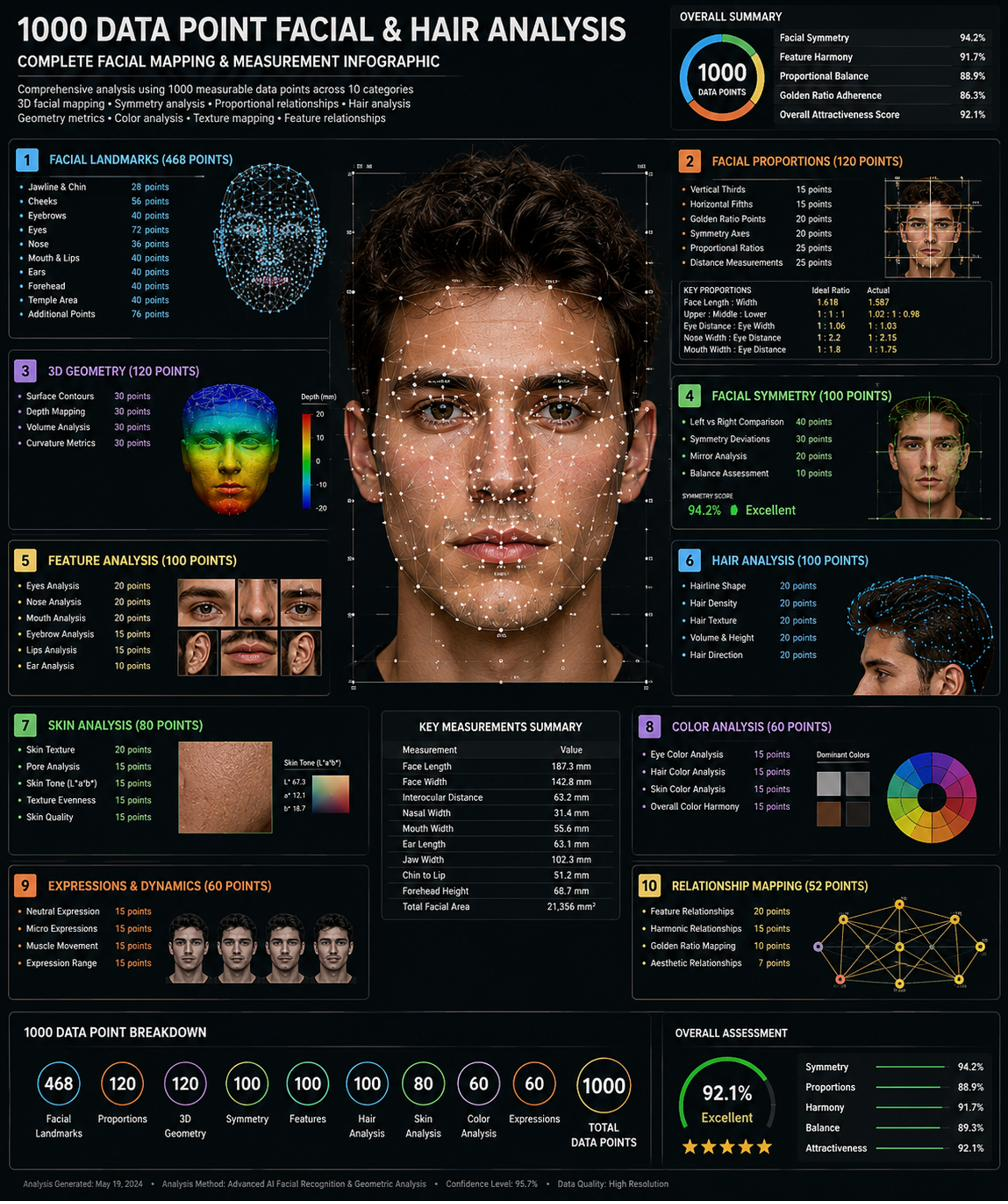 1000 DATA POINT FACIAL & HAIR ANALYSIS
COMPLETE FACIAL MAPPING & MEASUREMENT INFOGRAPHIC
Comprehensive analysis using 1000 measurable data points across 10 categories
3D facial mapping • Symmetry analysis • Proportional relationships • Hair analysis
Geometry metrics • Color analysis • Texture mapping • Feature relationships
OVERALL SUMMARY
1000
DATA POINTS
Facial Symmetry 94.2%
Feature Harmony 91.7%
Proportional Balance 88.9%
Golden Ratio Adherence 86.3%
Overall Attractiveness Score 92.1%
1 FACIAL LANDMARKS (468 POINTS)
• Jawline & Chin 28 points
• Cheeks 56 points
• Eyebrows 40 points
• Eyes 72 points
• Nose 36 points
• Mouth & Lips 40 points
• Ears 40 points
• Forehead 40 points
• Temple Area 40 points
• Additional Points 76 points
2 FACIAL PROPORTIONS (120 POINTS)
• Vertical Thirds 15 points
• Horizontal Fifths 15 points
• Golden Ratio Points 20 points
• Symmetry Axes 20 points
• Proportional Ratios 25 points
• Distance Measurements 25 points
KEY PROPORTIONS Ideal Ratio Actual
Face Length : Width 1.618 1.587
Upper : Middle : Lower 1 : 1 : 1 1.02 : 1 : 0.98
Eye Distance : Eye Width 1 : 1.06 1 : 1.03
Nose Width : Eye Distance 1 : 2.2 1 : 2.15
Mouth Width : Eye Distance 1 : 1.8 1 : 1.75
3 3D GEOMETRY (120 POINTS)
• Surface Contours 30 points
• Depth Mapping 30 points
• Volume Analysis 30 points
• Curvature Metrics 30 points
Depth (mm)
20
10
0
-10
-20
4 FACIAL SYMMETRY (100 POINTS)
• Left vs Right Comparison 40 points
• Symmetry Deviations 30 points
• Mirror Analysis 20 points
• Balance Assessment 10 points
SYMMETRY SCORE
94.2% Excellent
5 FEATURE ANALYSIS (100 POINTS)
• Eyes Analysis 20 points
• Nose Analysis 20 points
• Mouth Analysis 20 points
• Eyebrow Analysis 15 points
• Lips Analysis 15 points
• Ear Analysis 10 points
6 HAIR ANALYSIS (100 POINTS)
• Hairline Shape 20 points
• Hair Density 20 points
• Hair Texture 20 points
• Volume & Height 20 points
• Hair Direction 20 points
7 SKIN ANALYSIS (80 POINTS)
• Skin Texture 20 points
• Pore Analysis 15 points
• Skin Tone (L*a*b*) 15 points
• Texture Evenness 15 points
• Skin Quality 15 points
Skin Tone (L*a*b*)
L* 67.3
a* 12.1
b* 18.7
KEY MEASUREMENTS SUMMARY
Measurement Value
Face Length 187.3 mm
Face Width 142.8 mm
Interocular Distance 63.2 mm
Nasal Width 31.4 mm
Mouth Width 55.6 mm
Ear Length 63.1 mm
Jaw Width 102.3 mm
Chin to Lip 51.2 mm
Forehead Height 68.7 mm
Total Facial Area 21,356 mm²
8 COLOR ANALYSIS (60 POINTS)
• Eye Color Analysis 15 points
• Hair Color Analysis 15 points
• Skin Color Analysis 15 points
• Overall Color Harmony 15 points
Dominant Colors
9 EXPRESSIONS & DYNAMICS (60 POINTS)
• Neutral Expression 15 points
• Micro Expressions 15 points
• Muscle Movement 15 points
• Expression Range 15 points
10 RELATIONSHIP MAPPING (52 POINTS)
• Feature Relationships 20 points
• Harmonic Relationships 15 points
• Golden Ratio Mapping 10 points
• Aesthetic Relationships 7 points
1000 DATA POINT BREAKDOWN
468 Facial Landmarks
120 Proportions
120 3D Geometry
100 Symmetry
100 Features
100 Hair Analysis
80 Skin Analysis
60 Color Analysis
60 Expressions
1000 TOTAL DATA POINTS
OVERALL ASSESSMENT
92.1%
Excellent
Symmetry 94.2%
Proportions 88.9%
Harmony 91.7%
Balance 89.3%
Attractiveness 92.1%
Analysis Generated: May 19, 2024 • Analysis Method: Advanced AI Facial Recognition & Geometric Analysis • Confidence Level: 95.7% • Data Quality: High Resolution